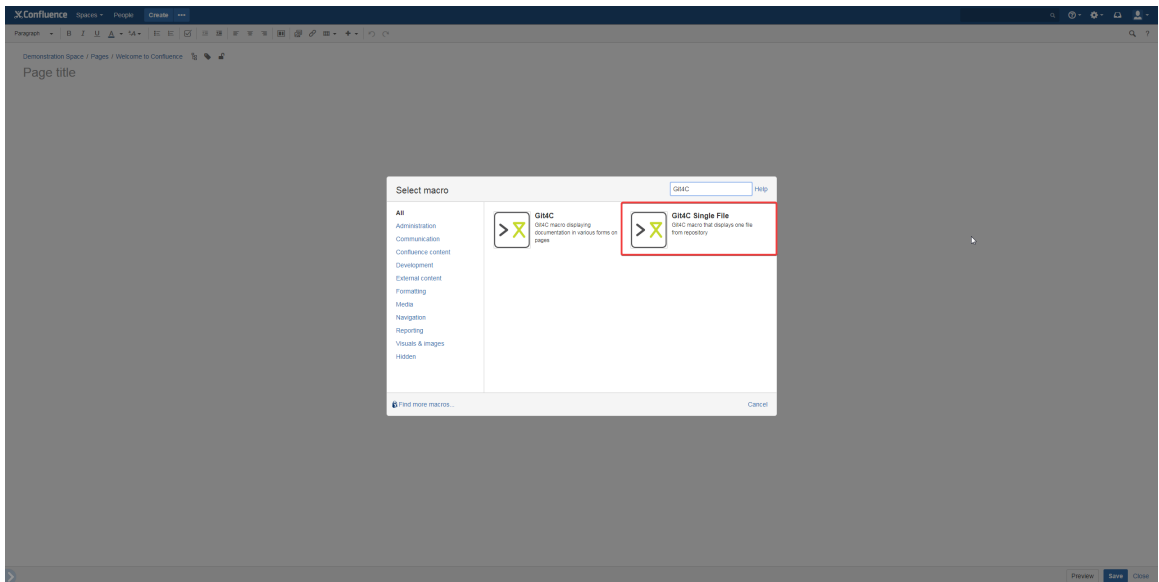 Confluence Spaces People Create
Paragraph B I U A
Demonstration Space / Pages / Welcome to Confluence
Page title
Select macro
Git4C
Help
All
Administration
Communication
Confluence content
Development
External content
Formatting
Media
Navigation
Reporting
Visuals & images
Hidden
Git4C
Git4C macro displaying
documentation in various forms on
pages
Git4C Single File
Git4C macro that displays one file
from repository
Find more macros...
Cancel
Preview Save Close